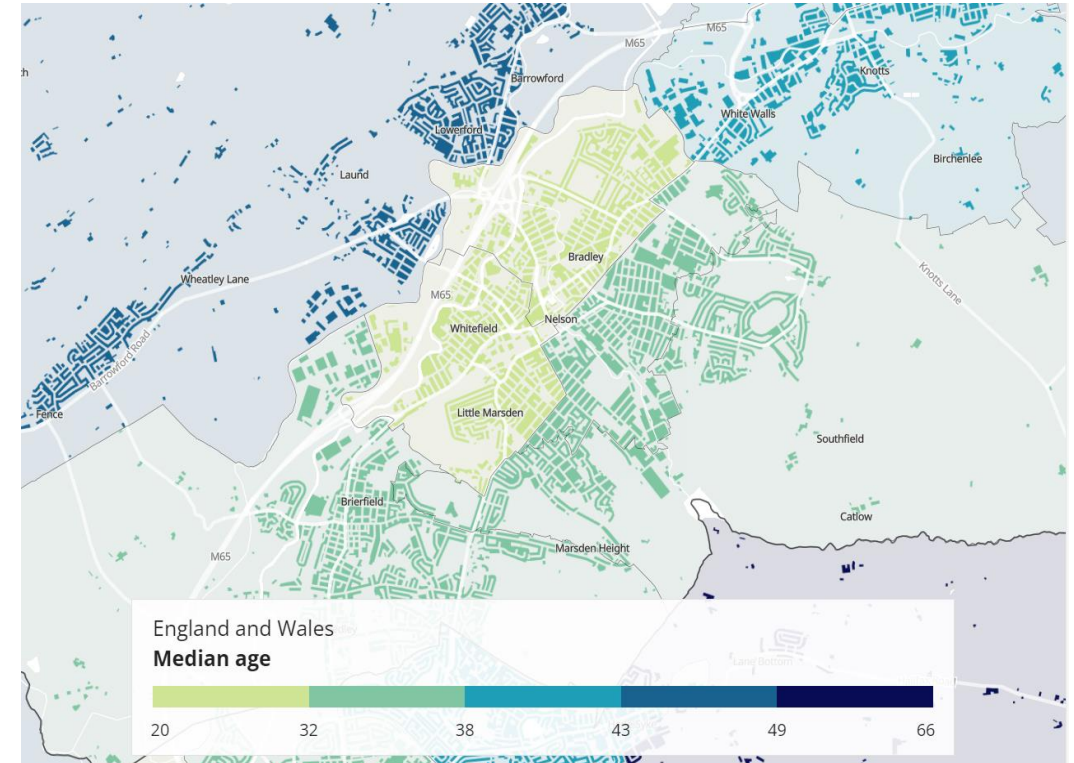 M65
M65
Knotts
Barrowford
White Walls
Lowerford
Birchenlee
Laund
Bradley
Wheatley Lane
Knotts Lane
M65
Nelson
Whitefield
Barrowford Road
Little Marsden
Fence
Southfield
Brierfield
Catlow
Marsden Height
M65
England and Wales
Median age
Lane Bottom
20 32 38 43 49 66